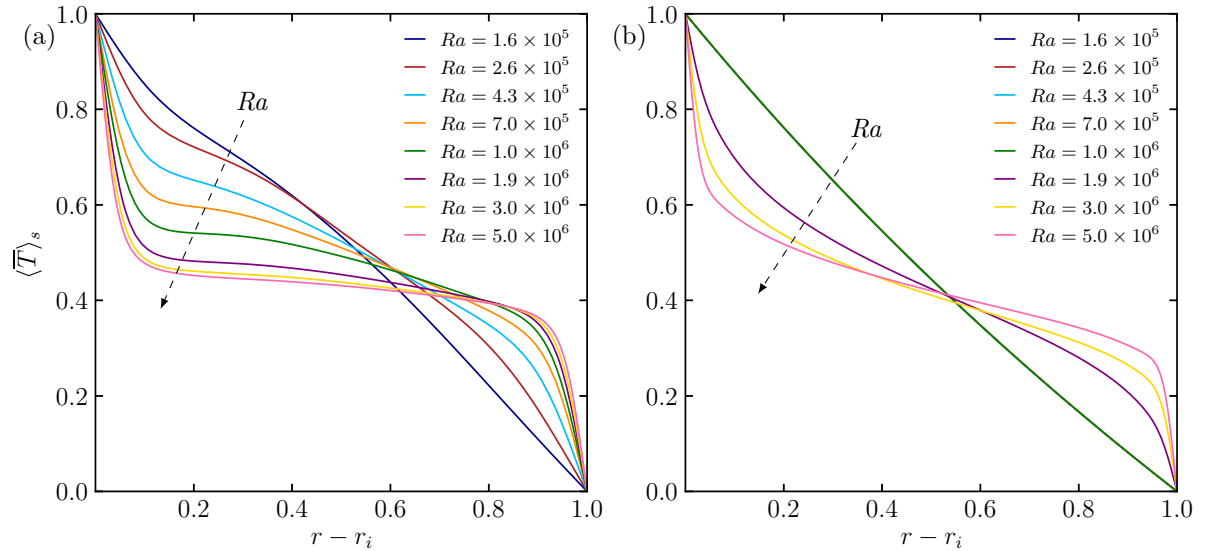 (a)
Ra = 1.6 × 10⁵
Ra = 2.6 × 10⁵
Ra = 4.3 × 10⁵
Ra = 7.0 × 10⁵
Ra = 1.0 × 10⁶
Ra = 1.9 × 10⁶
Ra = 3.0 × 10⁶
Ra = 5.0 × 10⁶
Ra
1.0
0.8
0.6
0.4
0.2
0.0
⟨T̅⟩ₛ
0.2 0.4 0.6 0.8 1.0
r − rᵢ
(b)
Ra = 1.6 × 10⁵
Ra = 2.6 × 10⁵
Ra = 4.3 × 10⁵
Ra = 7.0 × 10⁵
Ra = 1.0 × 10⁶
Ra = 1.9 × 10⁶
Ra = 3.0 × 10⁶
Ra = 5.0 × 10⁶
Ra
1.0
0.8
0.6
0.4
0.2
0.0
0.2 0.4 0.6 0.8 1.0
r − rᵢ